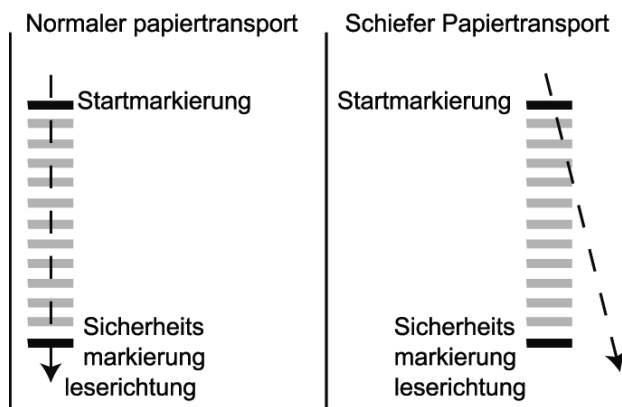 Normaler papiertransport
Startmarkierung
Sicherheits
markierung
leserichtung
Schiefer Papiertransport
Startmarkierung
Sicherheits
markierung
leserichtung